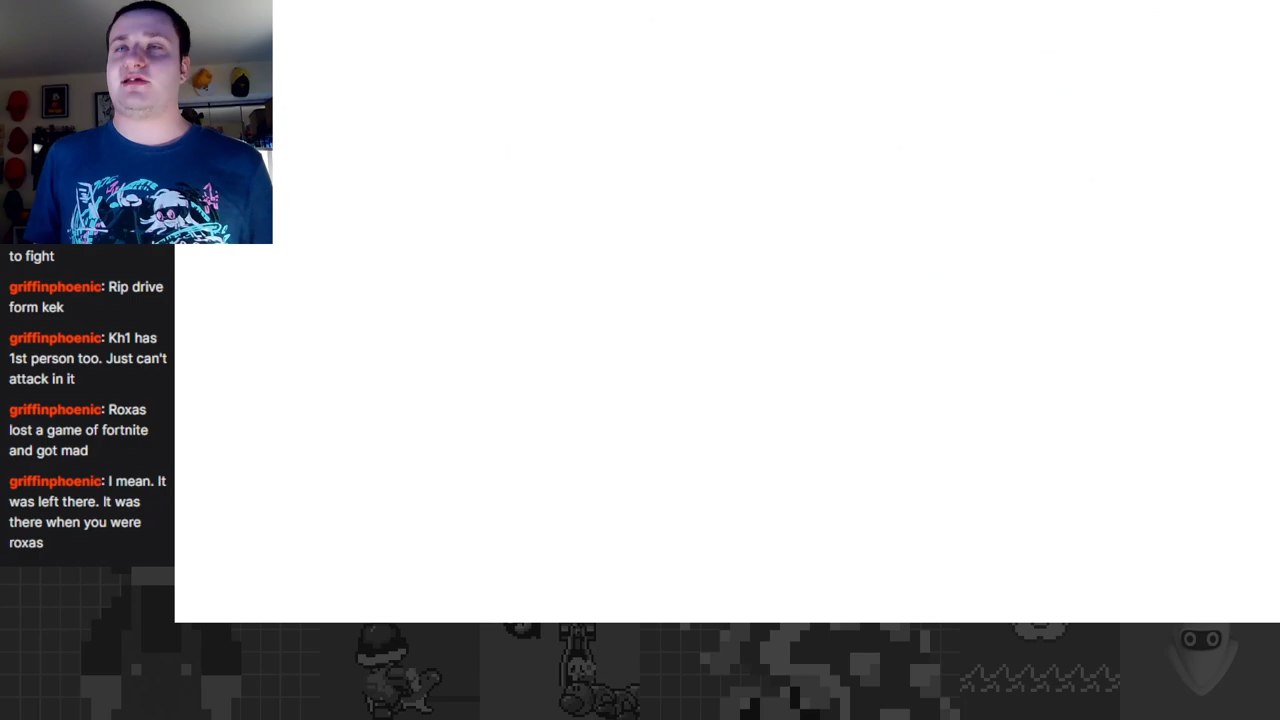 to fight
griffinphoenic: Rip drive
form kek
griffinphoenic: Kh1 has
1st person too. Just can't
attack in it
griffinphoenic: Roxas
lost a game of fortnite
and got mad
griffinphoenic: I mean. It
was left there. It was
there when you were
roxas